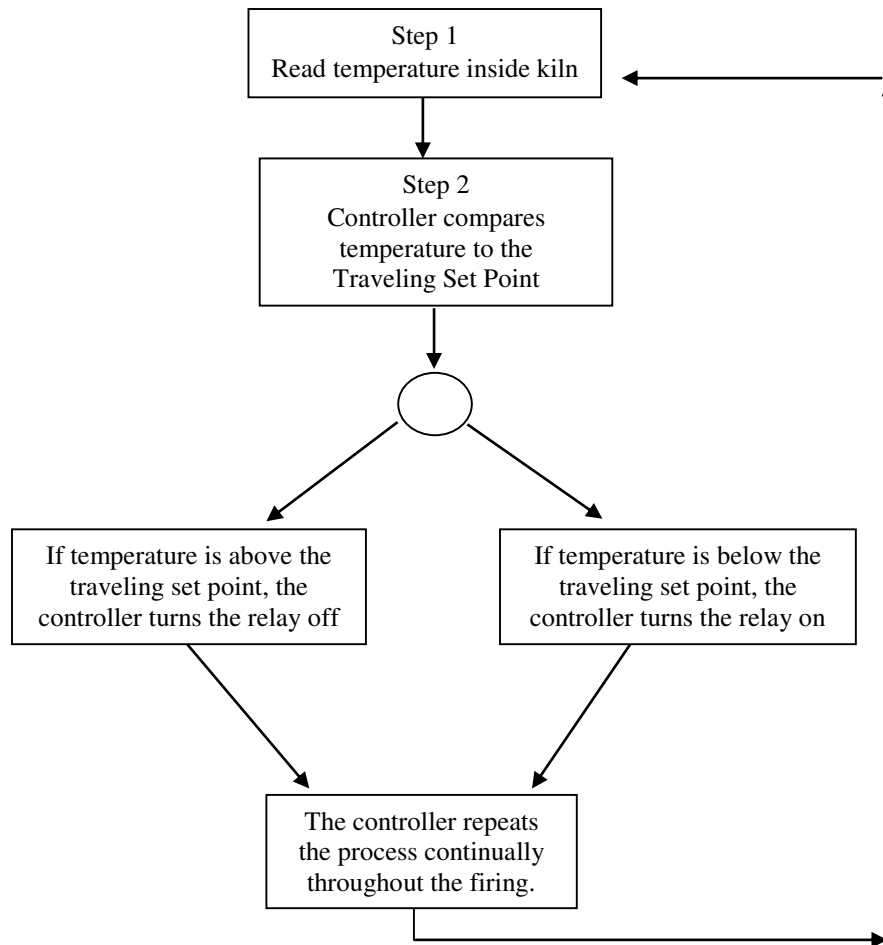 Step 1
Read temperature inside kiln
Step 2
Controller compares
temperature to the
Traveling Set Point
If temperature is above the
traveling set point, the
controller turns the relay off
If temperature is below the
traveling set point, the
controller turns the relay on
The controller repeats
the process continually
throughout the firing.